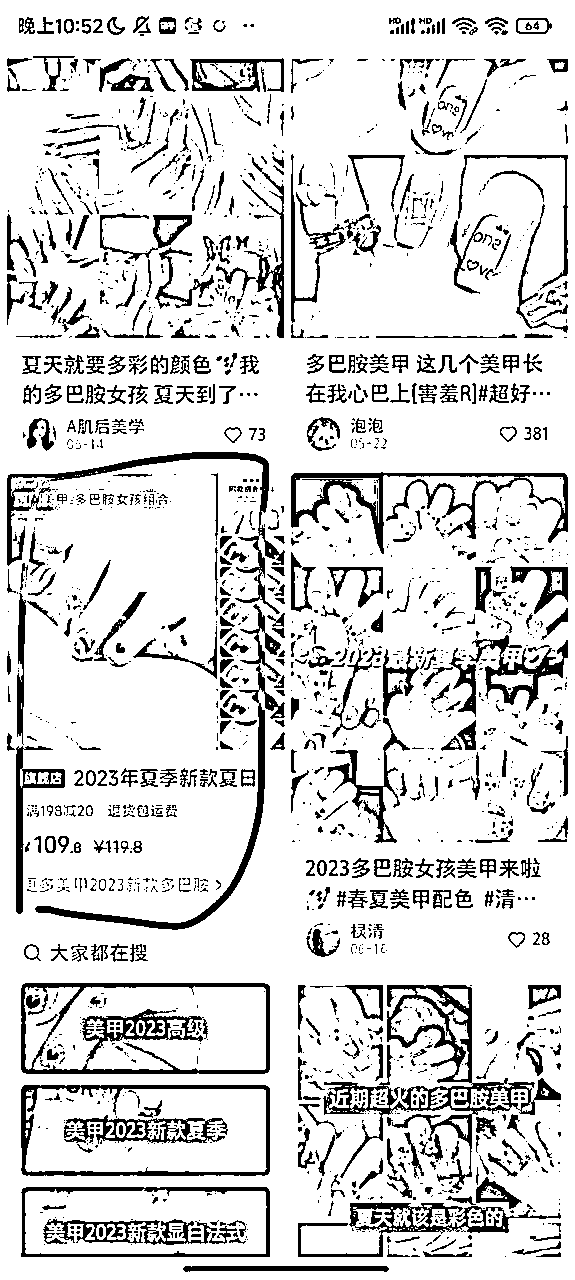 晚上10:52
64
one
Love
one
Love
夏天就要多彩的颜色 我
的多巴胺女孩 夏天到了…
A肌后美学
73
多巴胺美甲 这几个美甲长
在我心巴上[害羞R]#超好…
泡泡
05-22
381
甲:多巴胺女孩组合
旗舰店 2023年夏季新款夏日
满198减20 退货包运费
109.8 ¥119.8
更多美甲2023新款多巴胺 >
2023最新夏季美甲
2023多巴胺女孩美甲来啦
#春夏美甲配色 #清…
06-16
28
大家都在搜
美甲2023高级
美甲2023新款夏季
美甲2023新款显白法式
近期超火的多巴胺美甲
夏天就该是彩色的